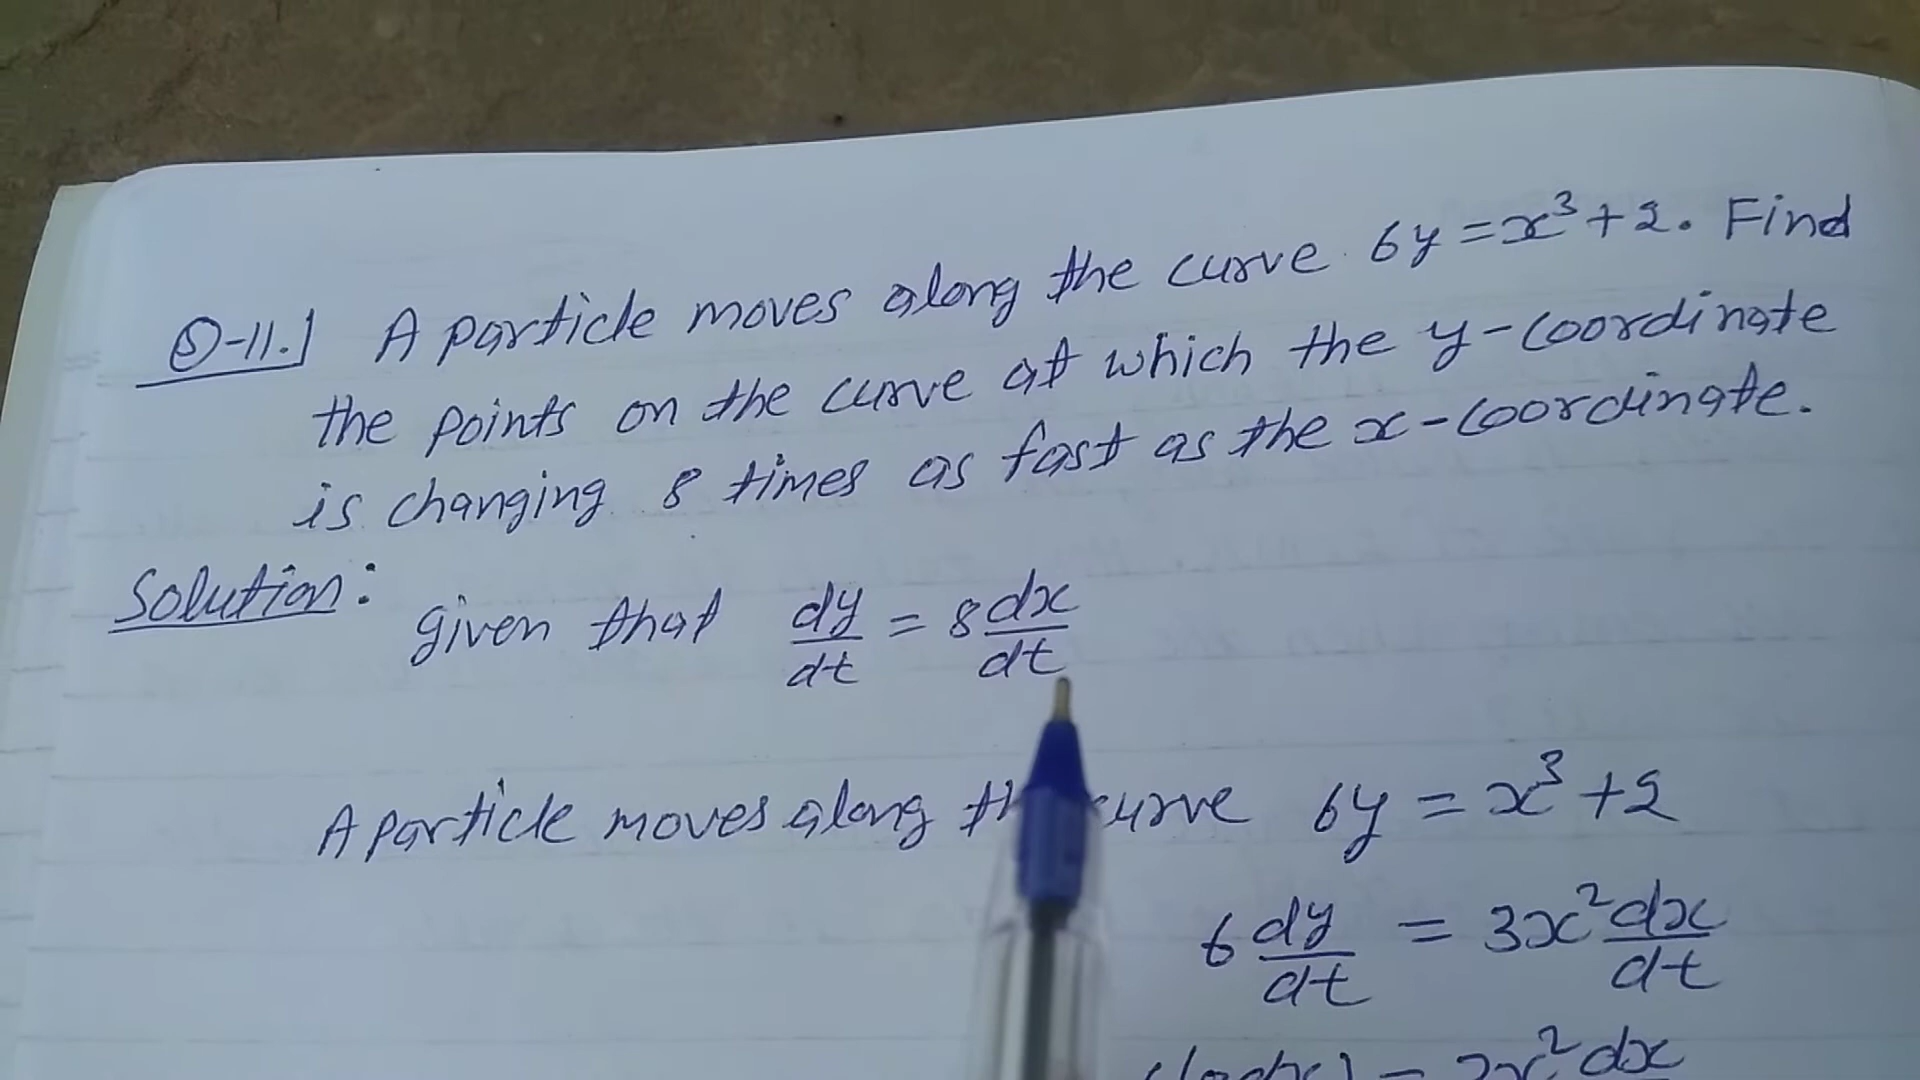 Q-11.] A particle moves along the curve 6y = x³ + 2. Find
the points on the curve at which the y-coordinate
is changing 8 times as fast as the x-coordinate.
Solution: given that dy/dt = 8 dx/dt
A particle moves along curve 6y = x³ + 2
6 dy/dt = 3x² dx/dt